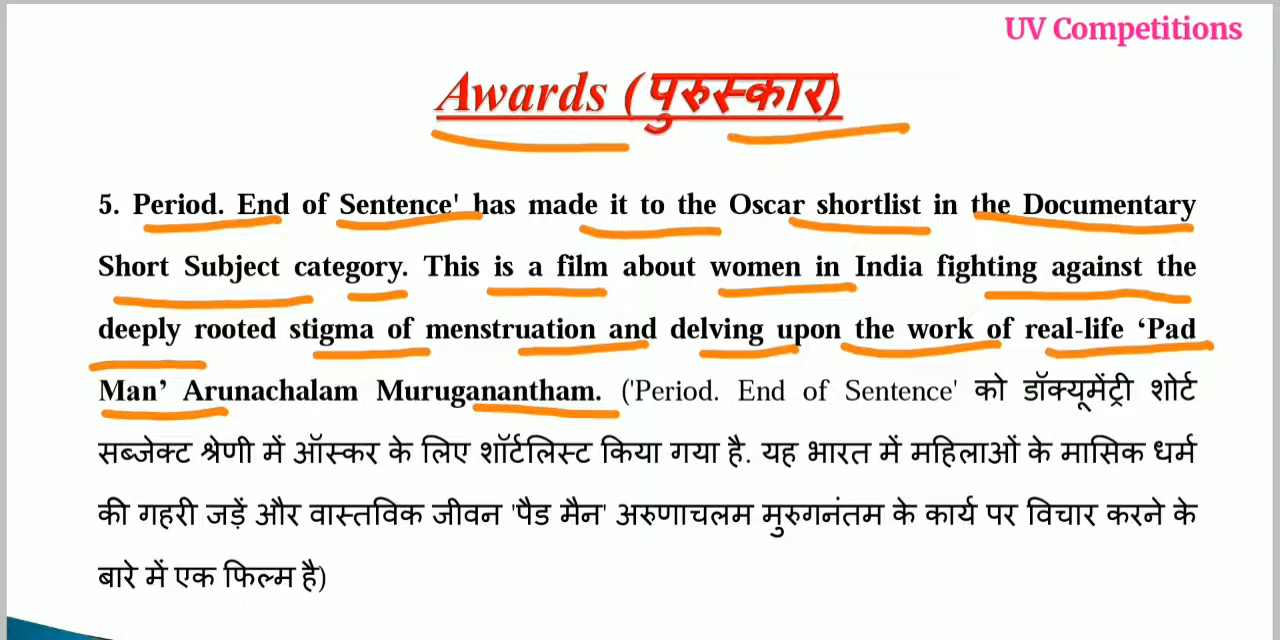 UV Competitions
Awards (पुरुस्कार)
5. Period. End of Sentence' has made it to the Oscar shortlist in the Documentary
Short Subject category. This is a film about women in India fighting against the
deeply rooted stigma of menstruation and delving upon the work of real-life ‘Pad
Man’ Arunachalam Muruganantham. ('Period. End of Sentence' को डॉक्यूमेंट्री शोर्ट
सब्जेक्ट श्रेणी में ऑस्कर के लिए शॉर्टलिस्ट किया गया है. यह भारत में महिलाओं के मासिक धर्म
की गहरी जड़ें और वास्तविक जीवन 'पैड मैन' अरुणाचलम मुरुगनंतम के कार्य पर विचार करने के
बारे में एक फिल्म है)